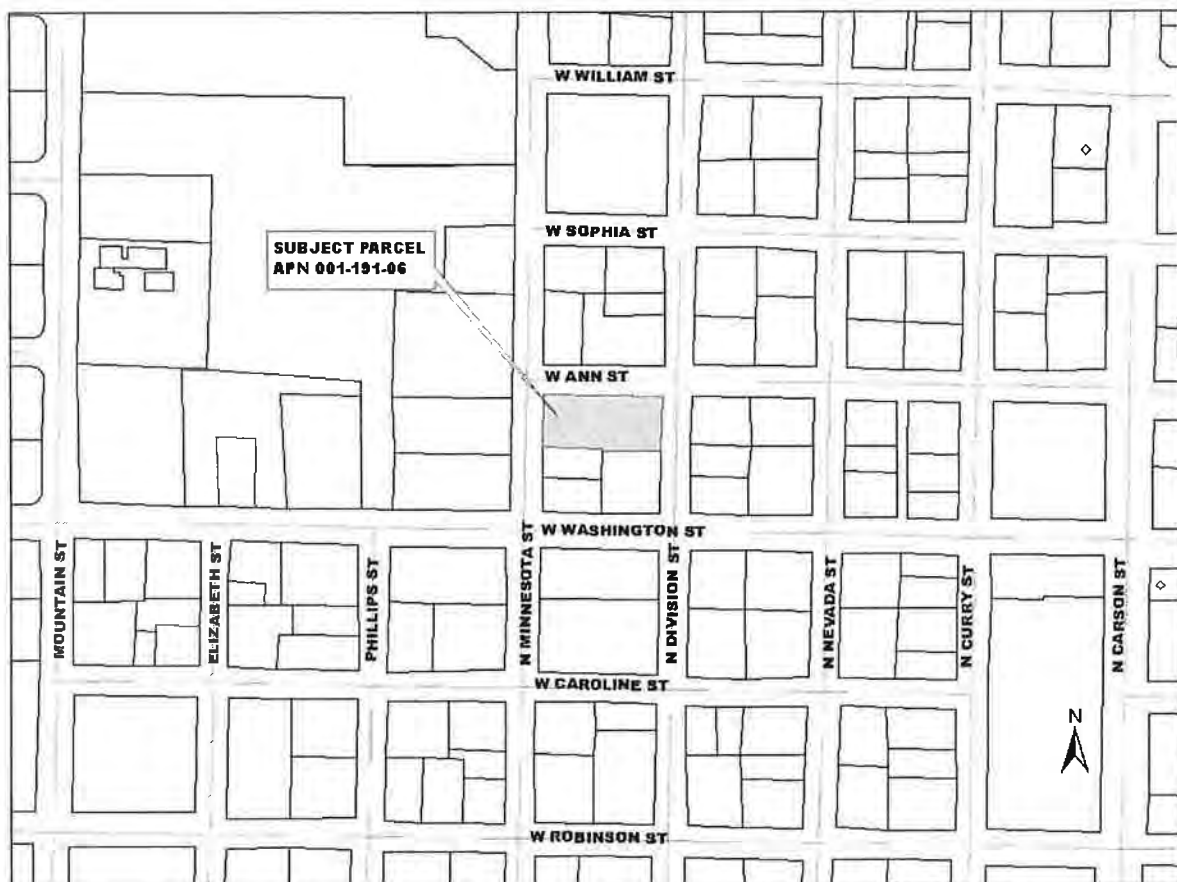 W WILLIAM ST
W SOPHIA ST
SUBJECT PARCEL
APN 001-191-06
W ANN ST
W WASHINGTON ST
MOUNTAIN ST
ELIZABETH ST
PHILLIPS ST
N MINNESOTA ST
N DIVISION ST
N NEVADA ST
N CURRY ST
N CARSON ST
W CAROLINE ST
N
W ROBINSON ST